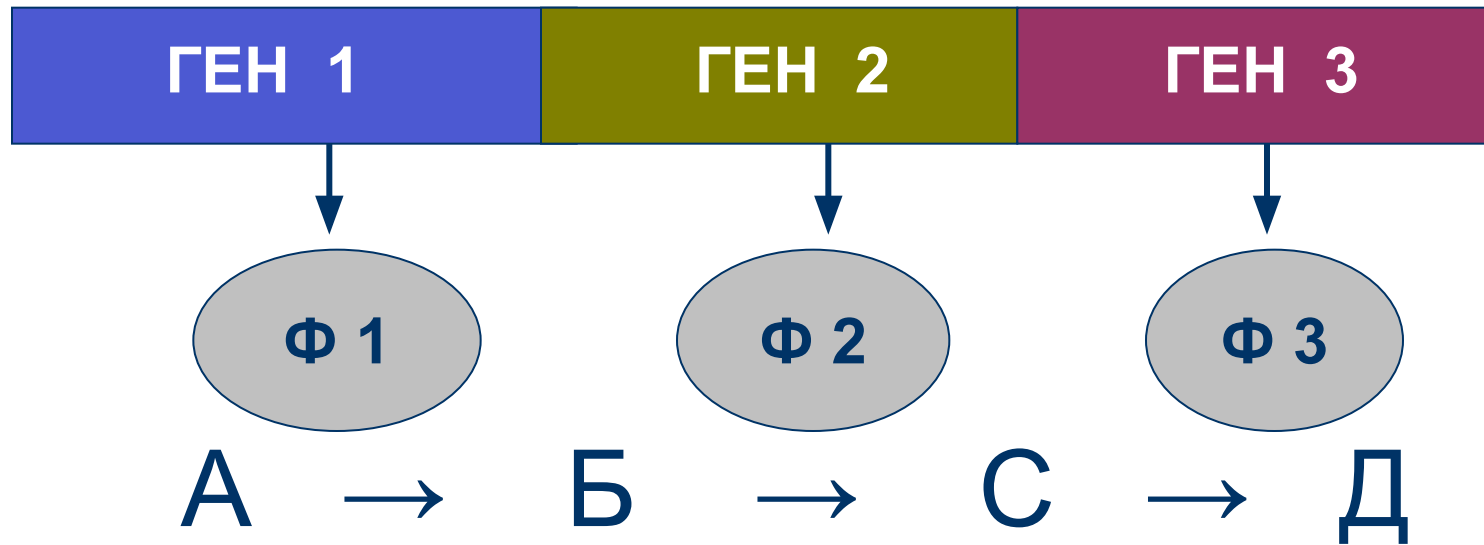 ГЕН 1 ГЕН 2 ГЕН 3
Ф 1 Ф 2 Ф 3
А → Б → С → Д